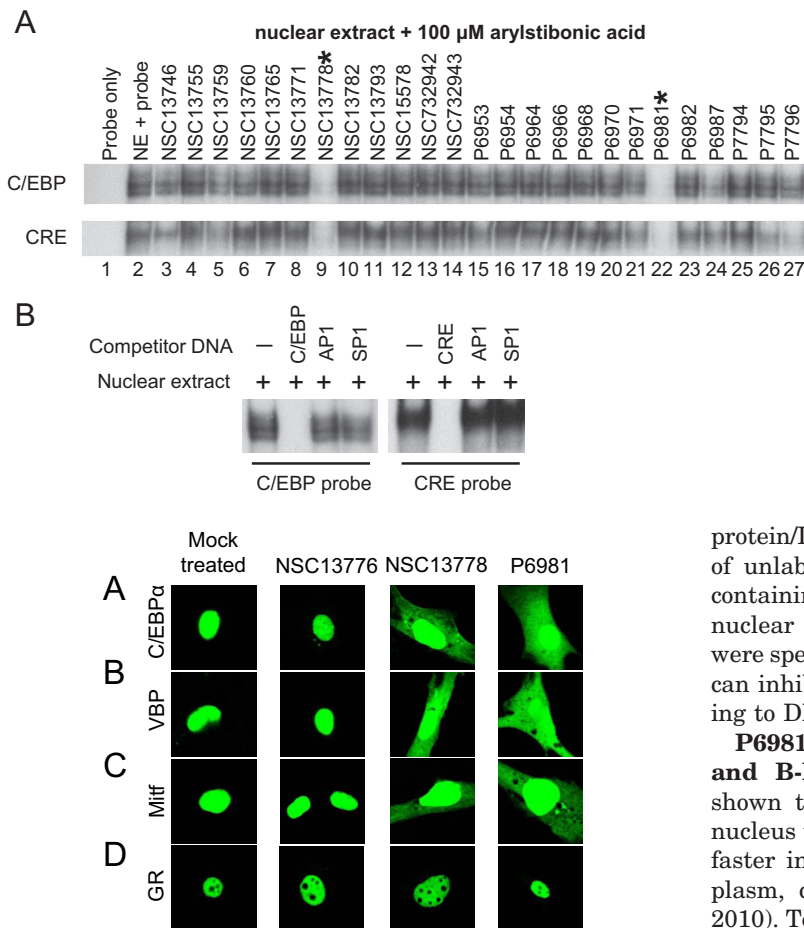 A
nuclear extract + 100 µM arylstibonic acid
Probe only
NE + probe
NSC13746
NSC13755
NSC13759
NSC13760
NSC13765
NSC13771
NSC13778*
NSC13782
NSC13793
NSC15578
NSC732942
NSC732943
P6953
P6954
P6964
P6966
P6968
P6970
P6971
P6981*
P6982
P6987
P7794
P7795
P7796
C/EBP
CRE
1 2 3 4 5 6 7 8 9 10 11 12 13 14 15 16 17 18 19 20 21 22 23 24 25 26 27
B
Competitor DNA – C/EBP AP1 SP1 – CRE AP1 SP1
Nuclear extract + + + + + + + +
C/EBP probe CRE probe
Mock treated NSC13776 NSC13778 P6981
A C/EBPα
B VBP
C Mitf
D GR
protein/
of unlab
containin
nuclear
were spe
can inhib
ing to D
P6981
and B-
shown t
nucleus
faster in
plasm, c
2010). T